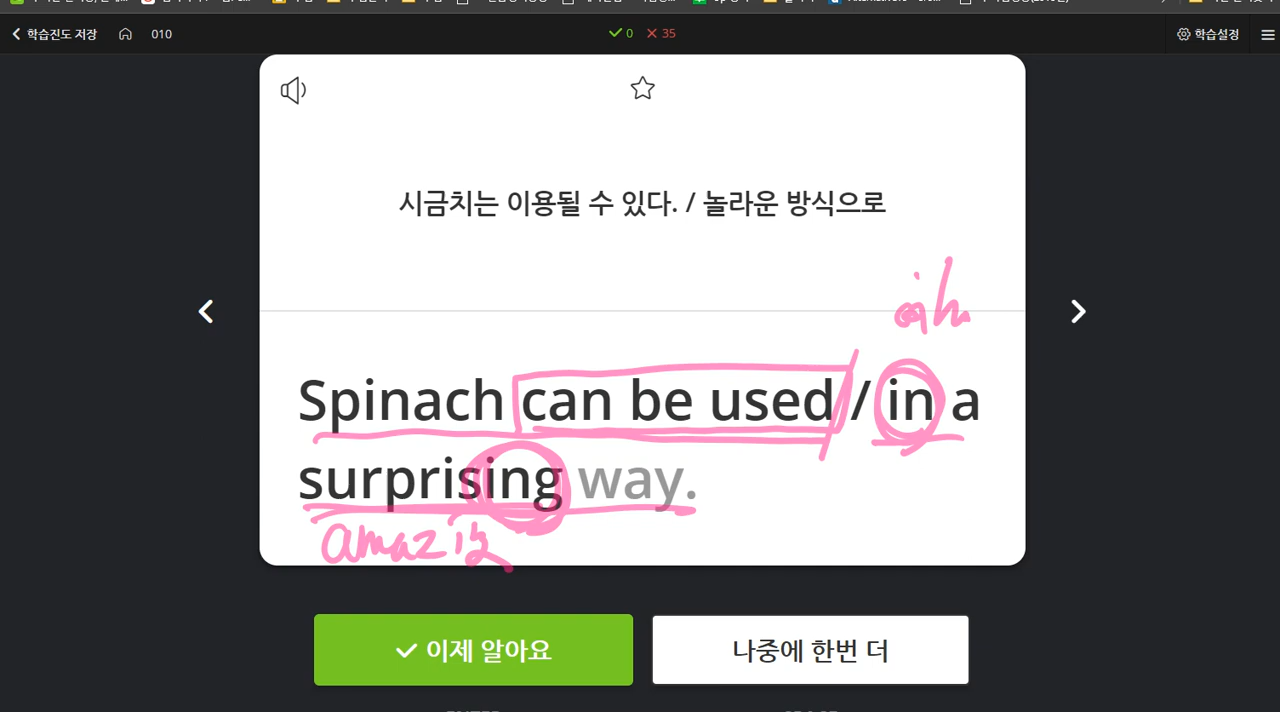 학습진도 저장
010
0
35
학습설정
시금치는 이용될 수 있다. / 놀라운 방식으로
Spinach can be used / in a
surprising way.
이제 알아요
나중에 한번 더